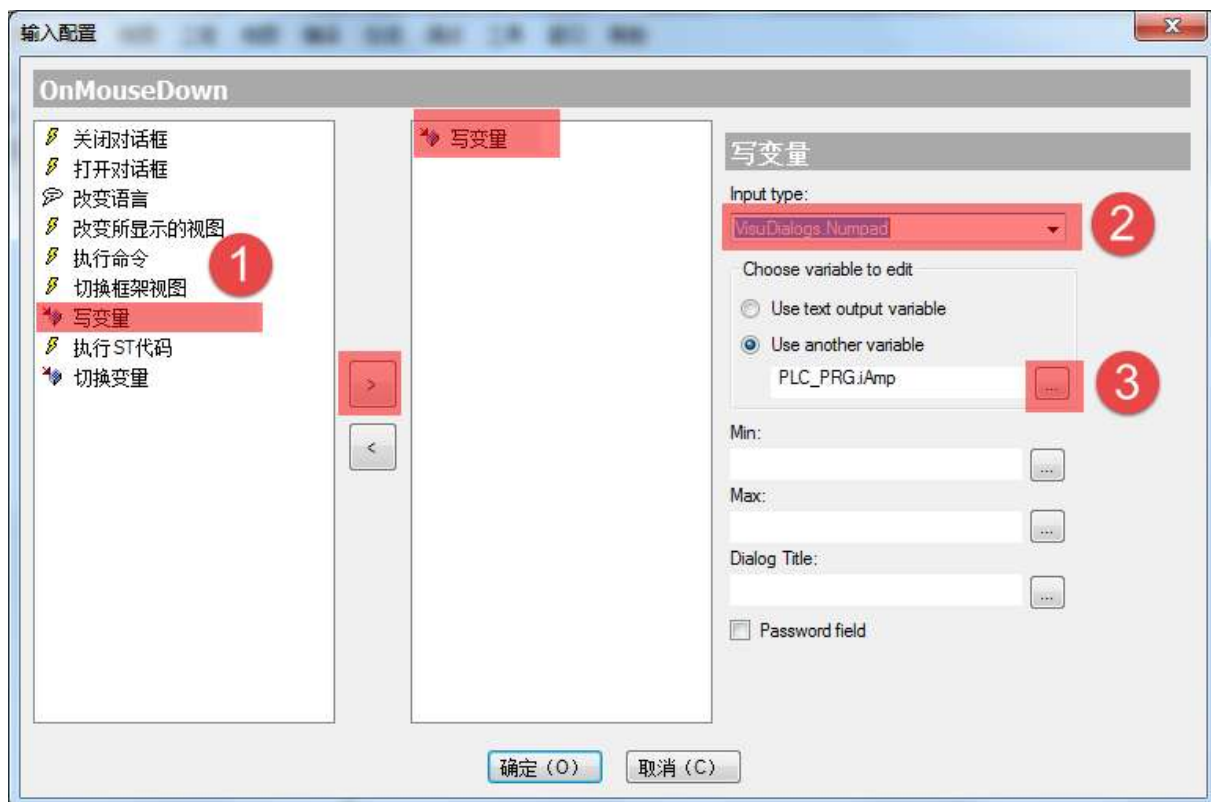 输入配置
OnMouseDown
关闭对话框
打开对话框
改变语言
改变所显示的视图
执行命令
1
切换框架视图
写变量
执行ST代码
切换变量
>
<
写变量
写变量
Input type:
VisuDialogs.Numpad
2
Choose variable to edit
Use text output variable
Use another variable
PLC_PRG.iAmp
...
3
Min:
...
Max:
...
Dialog Title:
...
Password field
确定 (O)
取消 (C)